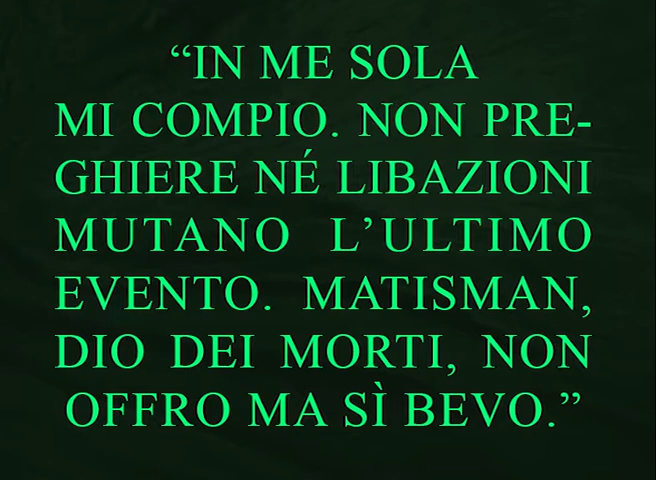 “IN ME SOLA
MI COMPIO. NON PRE-
GHIERE NÉ LIBAZIONI
MUTANO L’ULTIMO
EVENTO. MATISMAN,
DIO DEI MORTI, NON
OFFRO MA SÌ BEVO.”